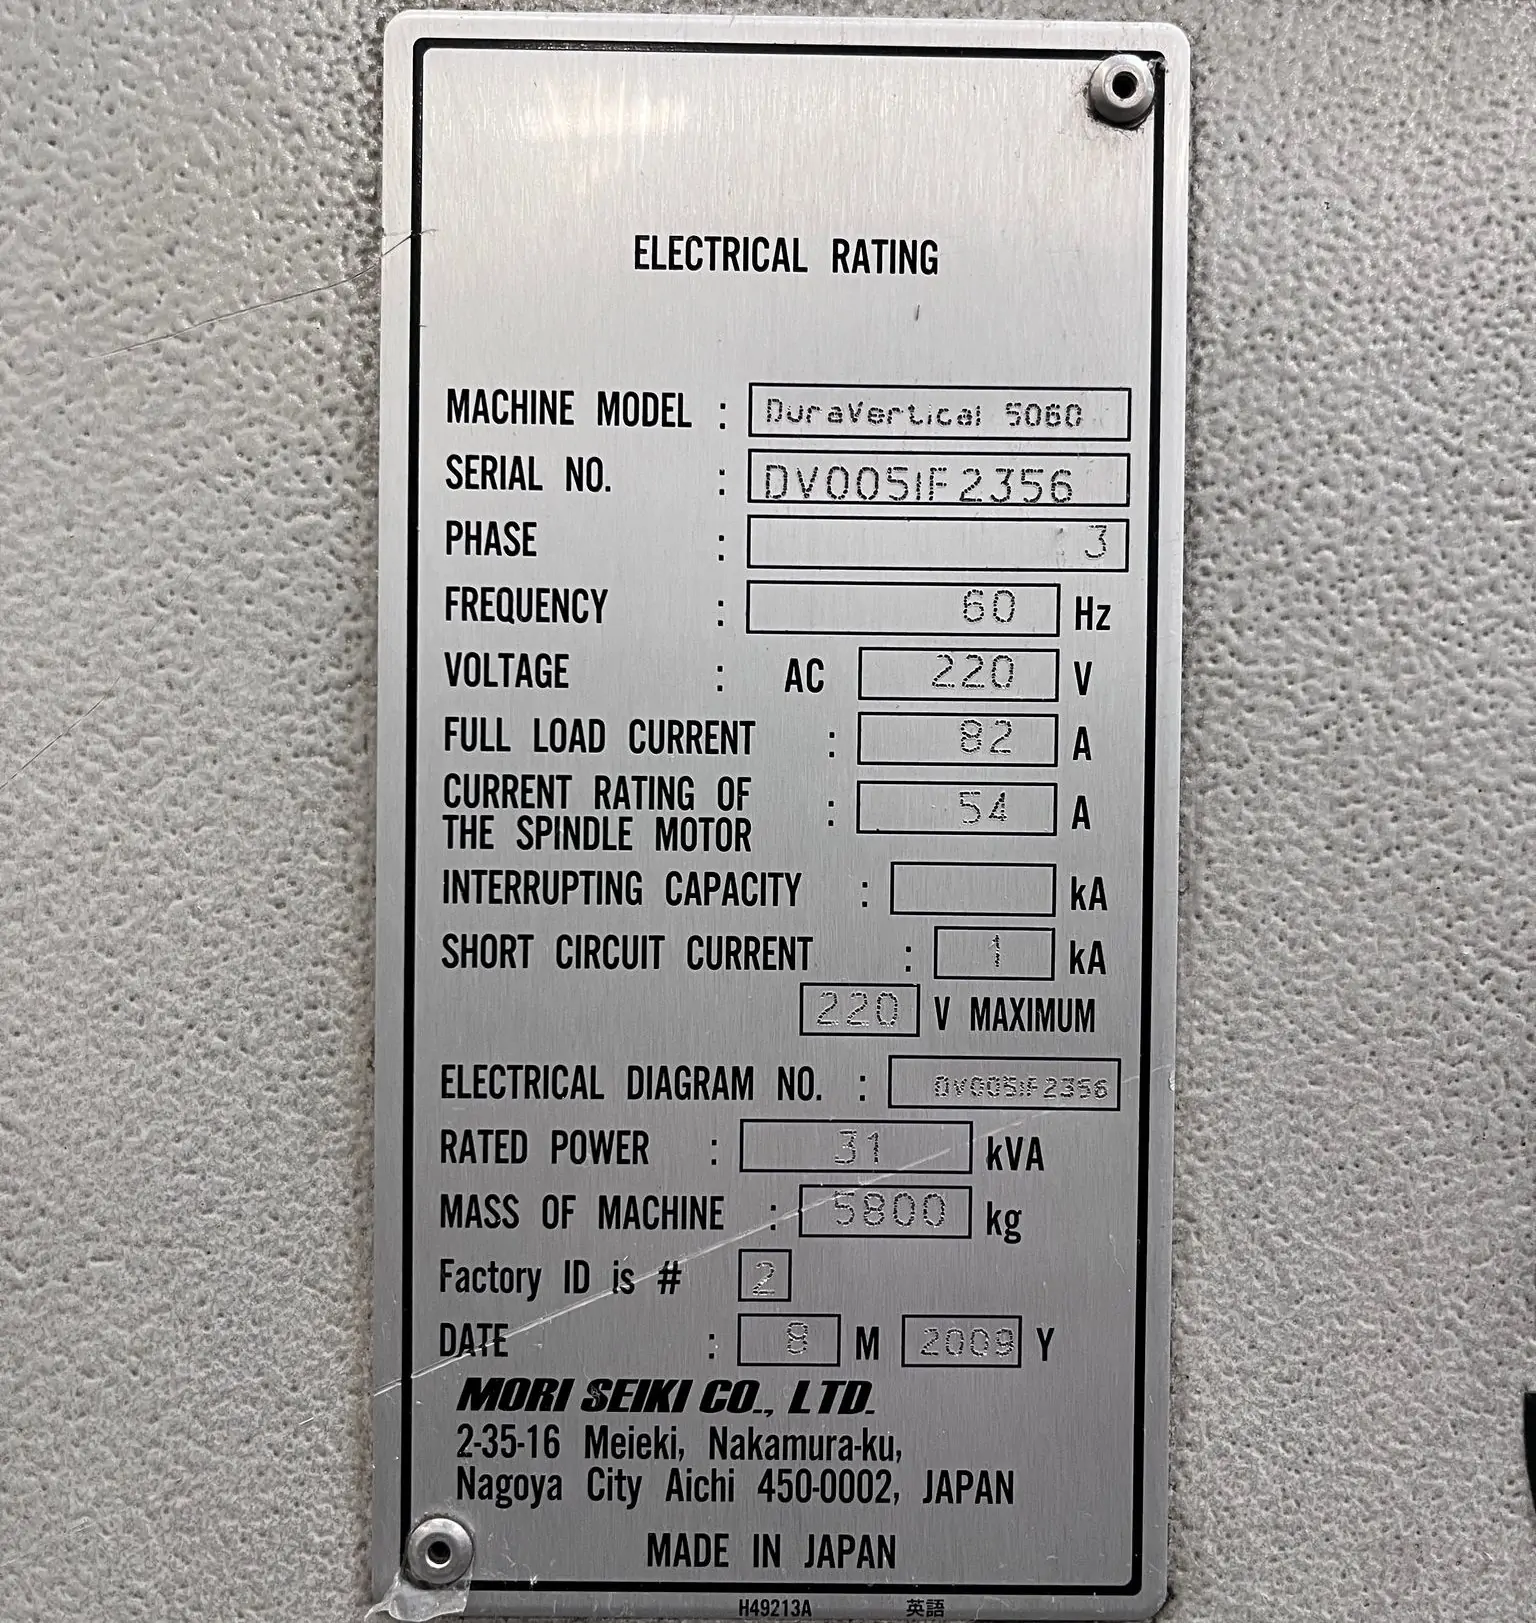 ELECTRICAL RATING
MACHINE MODEL : DuraVertical 5060
SERIAL NO. : DV0051F2356
PHASE : 3
FREQUENCY : 60 Hz
VOLTAGE : AC 220 V
FULL LOAD CURRENT : 82 A
CURRENT RATING OF
THE SPINDLE MOTOR : 54 A
INTERRUPTING CAPACITY : kA
SHORT CIRCUIT CURRENT : 1 kA
220 V MAXIMUM
ELECTRICAL DIAGRAM NO. : DV0051F2356
RATED POWER : 31 kVA
MASS OF MACHINE : 5800 kg
Factory ID is # 2
DATE : 8 M 2009 Y
MORI SEIKI CO., LTD.
2-35-16 Meieki, Nakamura-ku,
Nagoya City Aichi 450-0002, JAPAN
MADE IN JAPAN
H49213A 英語